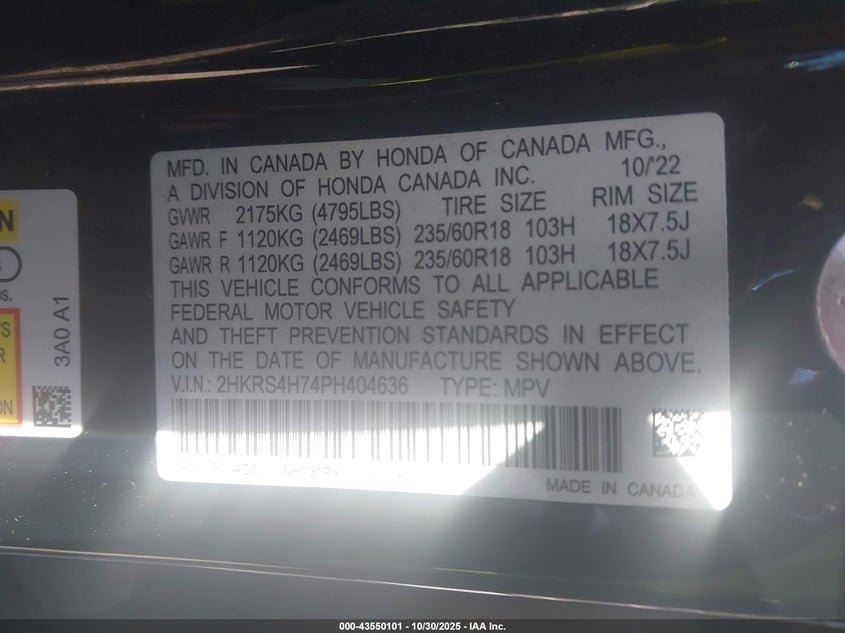 MFD. IN CANADA BY HONDA OF CANADA MFG.,
A DIVISION OF HONDA CANADA INC. 10/'22
GVWR 2175KG (4795LBS) TIRE SIZE RIM SIZE
GAWR F 1120KG (2469LBS) 235/60R18 103H 18X7.5J
GAWR R 1120KG (2469LBS) 235/60R18 103H 18X7.5J
THIS VEHICLE CONFORMS TO ALL APPLICABLE
FEDERAL MOTOR VEHICLE SAFETY
AND THEFT PREVENTION STANDARDS IN EFFECT
ON THE DATE OF MANUFACTURE SHOWN ABOVE.
V.I.N.: 2HKRS4H74PH404636 TYPE: MPV
MADE IN CANADA
3A0 A1
000-43550101 - 10/30/2025 - IAA Inc.